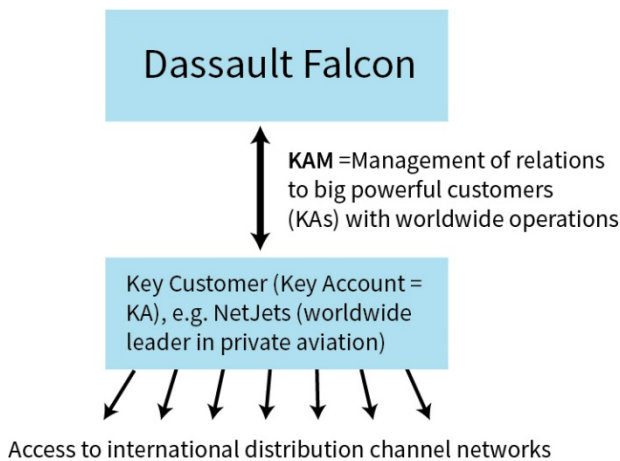 Dassault Falcon
KAM =Management of relations
to big powerful customers
(KAs) with worldwide operations
Key Customer (Key Account =
KA), e.g. NetJets (worldwide
leader in private aviation)
Access to international distribution channel networks